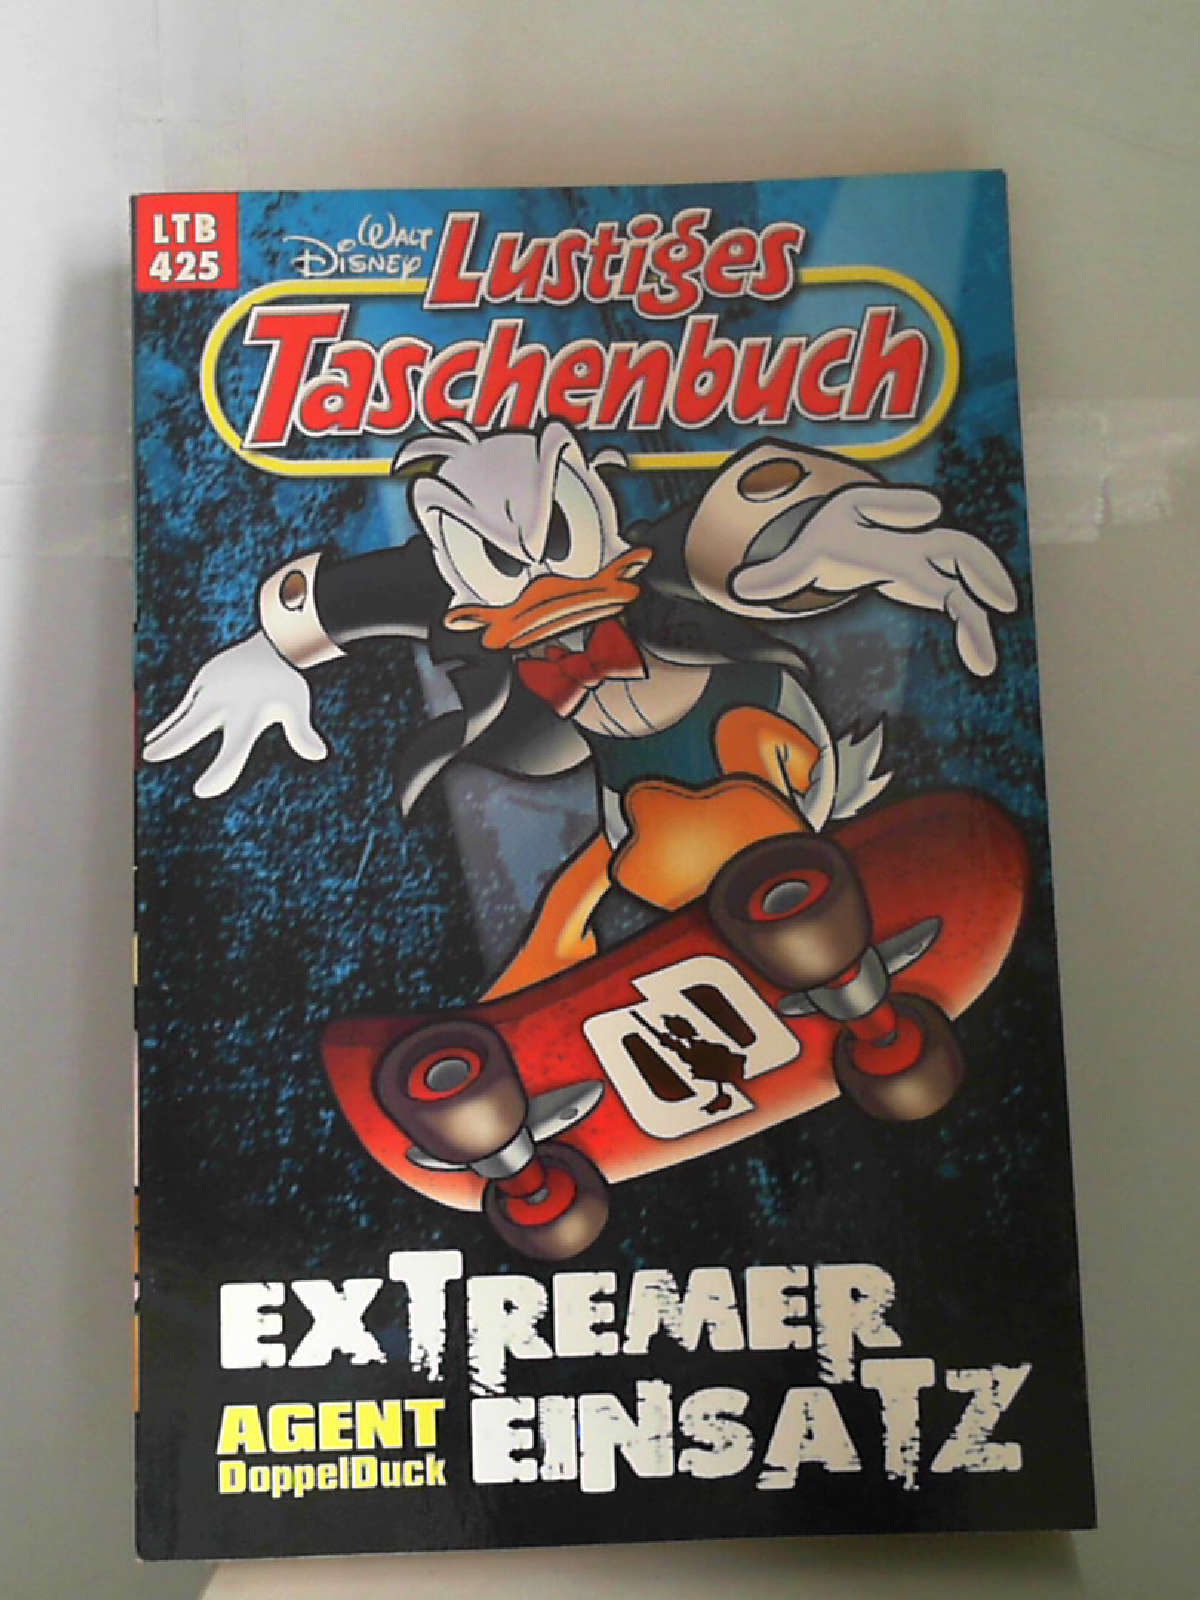 LTB
425
Walt Disney
Lustiges
Taschenbuch
EXTREMER
EINSATZ
AGENT
DoppelDuck